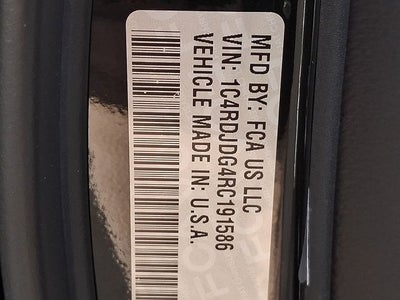 MFD BY: FCA US LLC
VIN: 1C4RDJDG4RC191586
VEHICLE MADE IN: U.S.A.